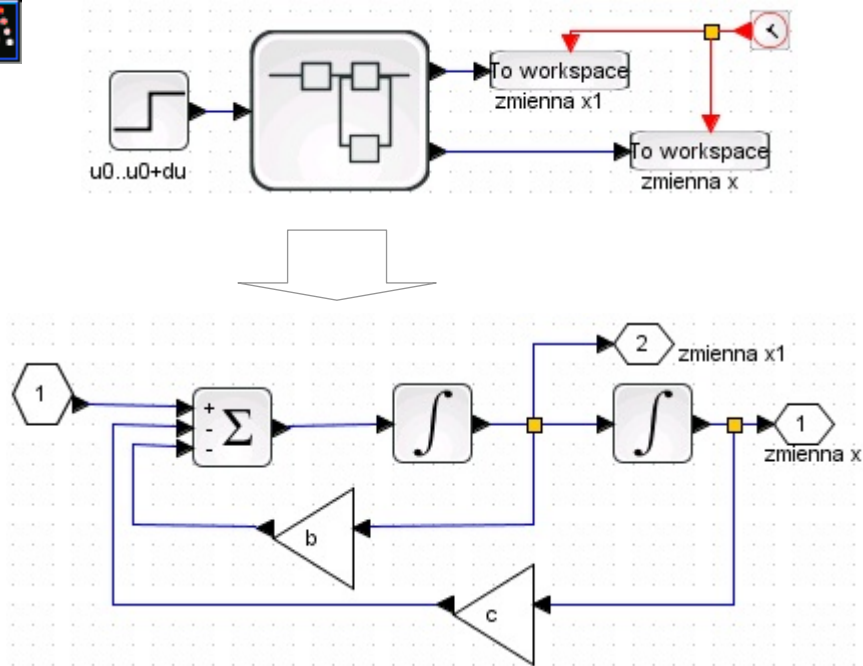 To workspace
zmienna x1
u0..u0+du
To workspace
zmienna x
2
zmienna x1
1
+
-
-
Σ
∫
∫
1
zmienna x
b
c